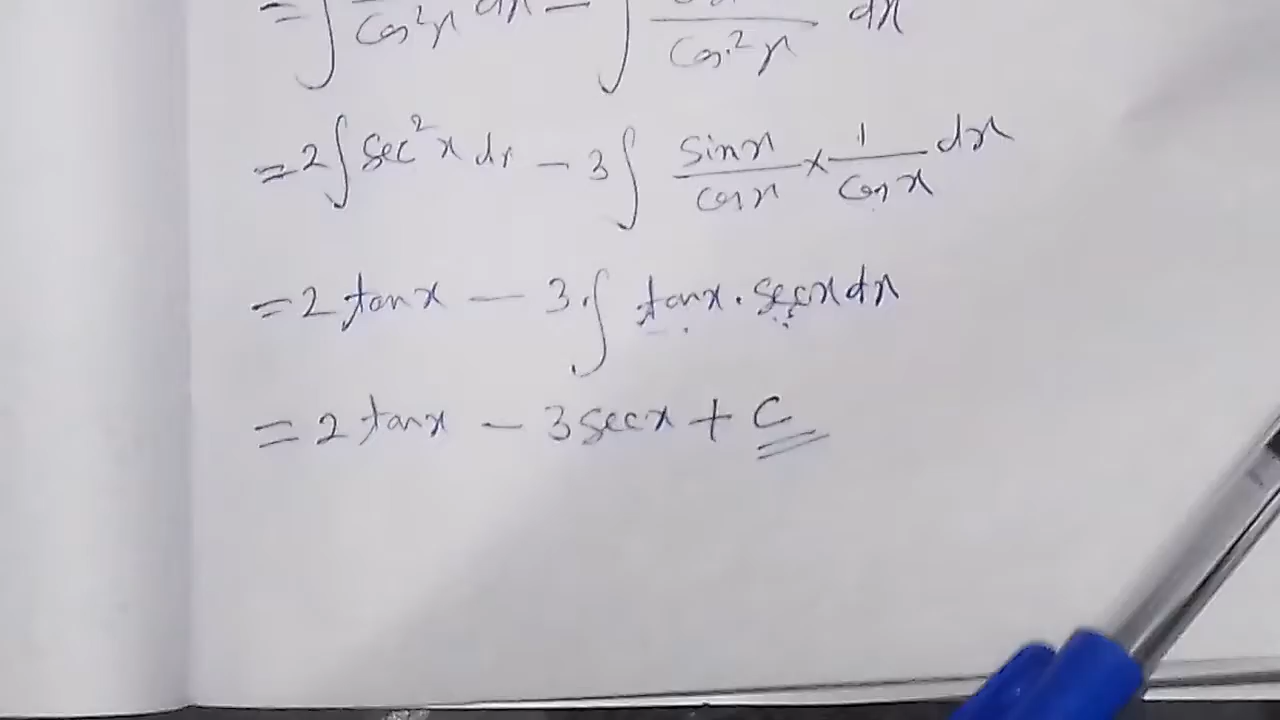 = ∫ /cos²x dx − ∫ /cos²x dx
= 2∫ sec²x dx − 3∫ sinx/cosx × 1/cosx dx
= 2 tanx − 3.∫ tanx . secx dx
= 2 tanx − 3 secx + C